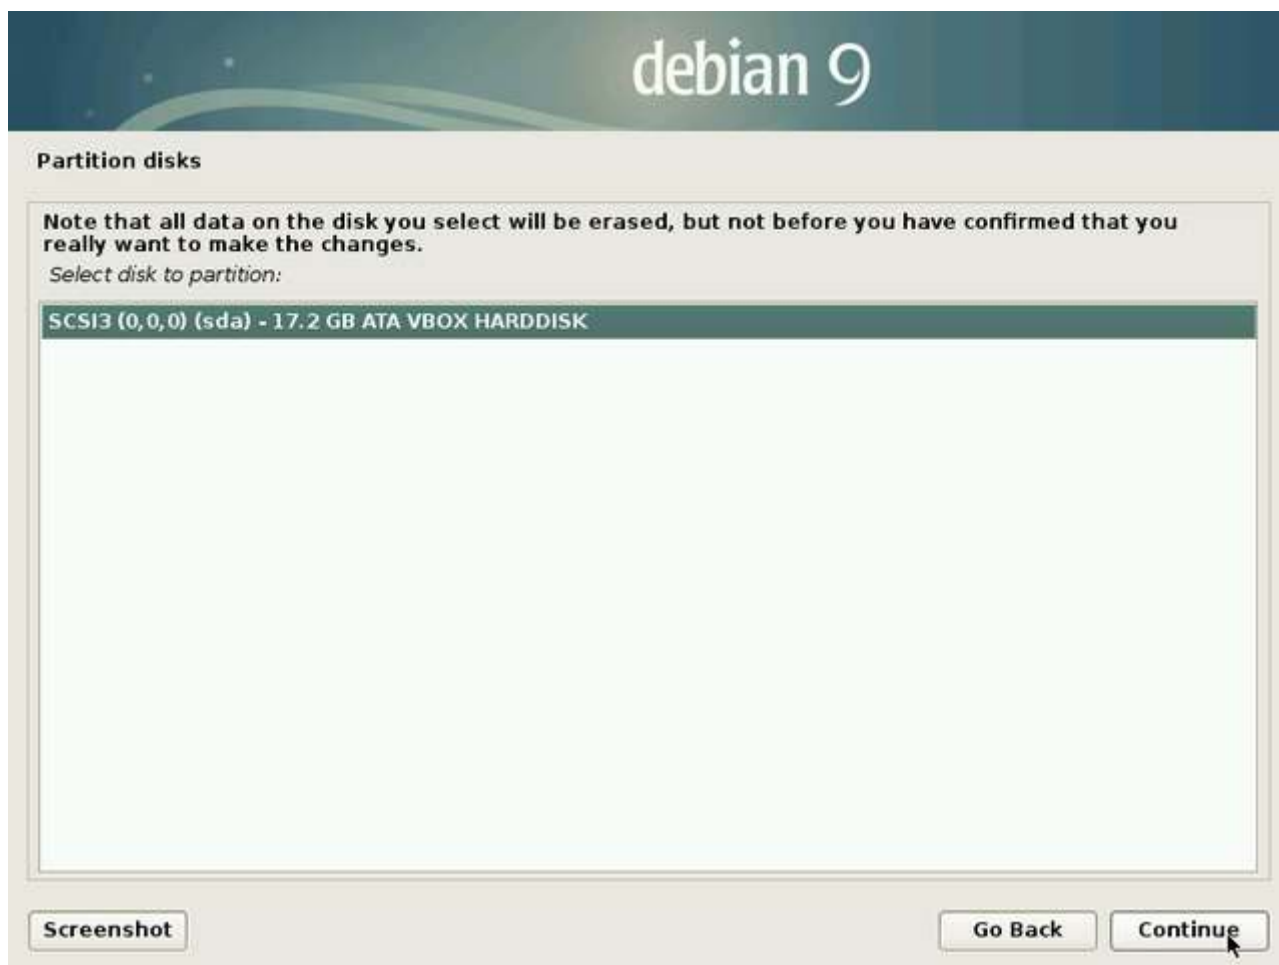 debian 9
Partition disks
Note that all data on the disk you select will be erased, but not before you have confirmed that you
really want to make the changes.
Select disk to partition:
SCSI3 (0,0,0) (sda) - 17.2 GB ATA VBOX HARDDISK
Screenshot
Go Back
Continue